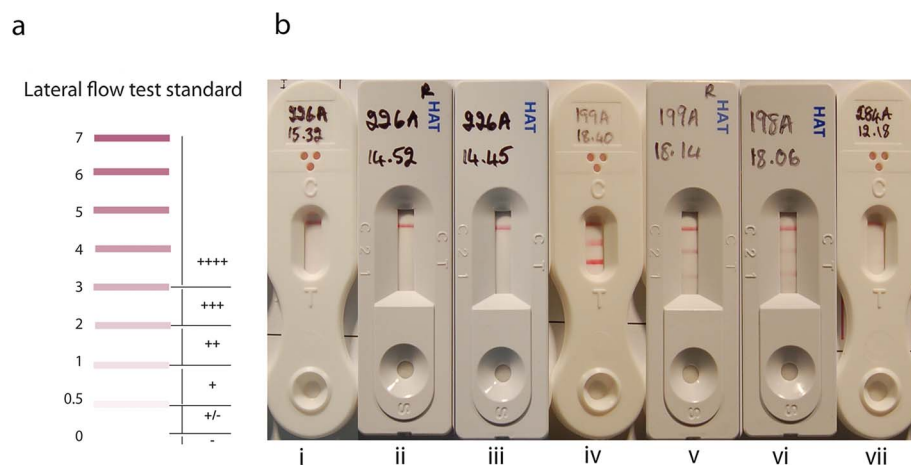 a
b
Lateral flow test standard
7
6
5
4
++++
3
+++
2
++
1
+
0.5
+/-
0
-
226A
15.32
C
T
R
HAT
226A
14.52
C T
C 2 1
S
HAT
226A
14.45
C T
C 2 1
S
199A
18.40
C
T
R
HAT
199A
18.14
C T
C 2 1
S
HAT
198A
18.06
C T
C 2 1
S
284A
12.18
C
T
i
ii
iii
iv
v
vi
vii